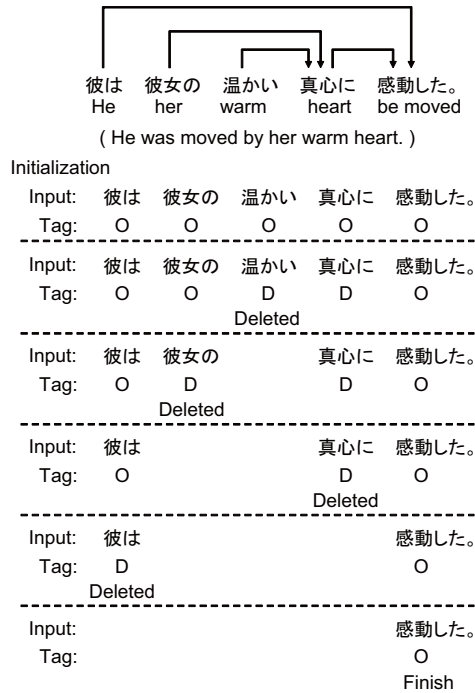 彼は 彼女の 温かい 真心に 感動した。
He her warm heart be moved
( He was moved by her warm heart. )
Initialization
Input: 彼は 彼女の 温かい 真心に 感動した。
Tag: O O O O O
Input: 彼は 彼女の 温かい 真心に 感動した。
Tag: O O D D O
Deleted
Input: 彼は 彼女の 真心に 感動した。
Tag: O D D O
Deleted
Input: 彼は 真心に 感動した。
Tag: O D O
Deleted
Input: 彼は 感動した。
Tag: D O
Deleted
Input: 感動した。
Tag: O
Finish